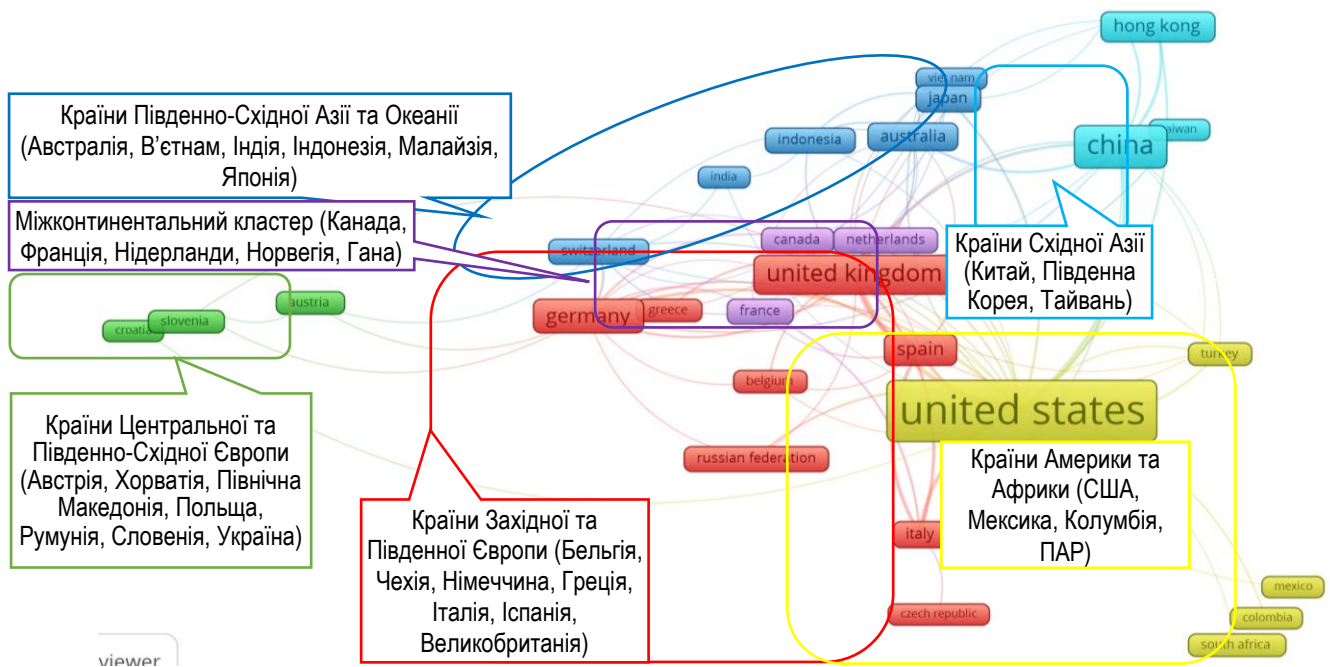 hong kong
viet nam
japan
taiwan
china
indonesia
australia
india
Країни Південно-Східної Азії та Океанії
(Австралія, В’єтнам, Індія, Індонезія, Малайзія,
Японія)
Міжконтинентальний кластер (Канада,
Франція, Нідерланди, Норвегія, Гана)
switzerland
canada
netherlands
united kingdom
Країни Східної Азії
(Китай, Південна
Корея, Тайвань)
austria
slovenia
croatia
germany
greece
france
spain
turkey
belgium
united states
russian federation
Країни Центральної та
Південно-Східної Європи
(Австрія, Хорватія, Північна
Македонія, Польща,
Румунія, Словенія, Україна)
Країни Західної та
Південної Європи (Бельгія,
Чехія, Німеччина, Греція,
Італія, Іспанія,
Великобританія)
italy
Країни Америки та
Африки (США,
Мексика, Колумбія,
ПАР)
czech republic
mexico
colombia
south africa
viewer